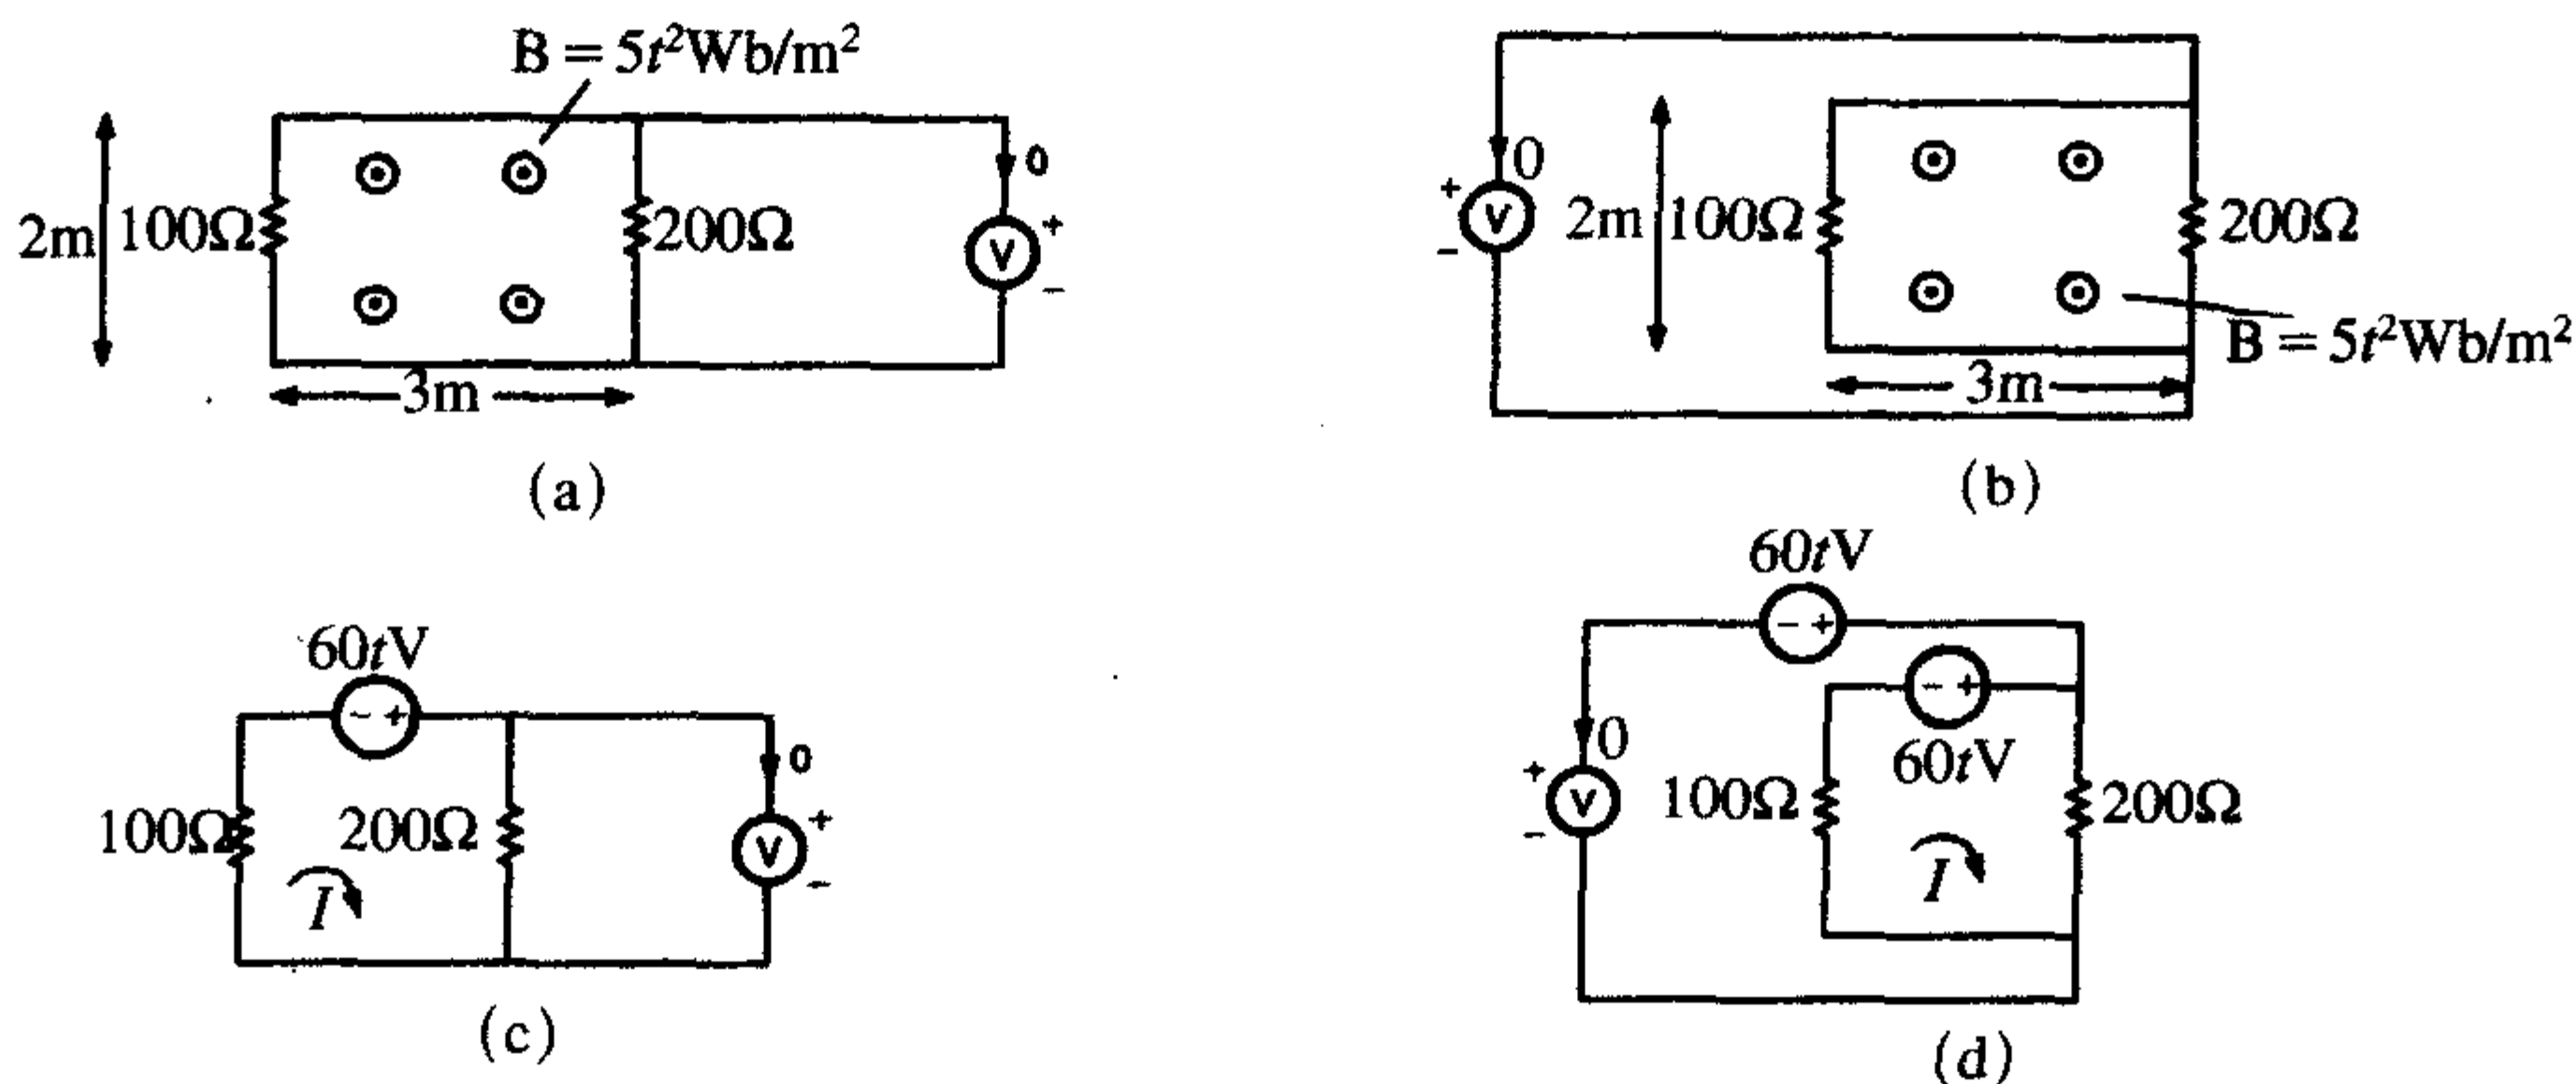 B = 5t²Wb/m²
2m
100Ω
200Ω
0
+
V
−
3m
(a)
0
+
V
−
2m
100Ω
200Ω
B = 5t²Wb/m²
3m
(b)
60tV
− +
0
100Ω
200Ω
+
V
−
I
(c)
60tV
− +
− +
60tV
0
+
V
−
100Ω
200Ω
I
(d)